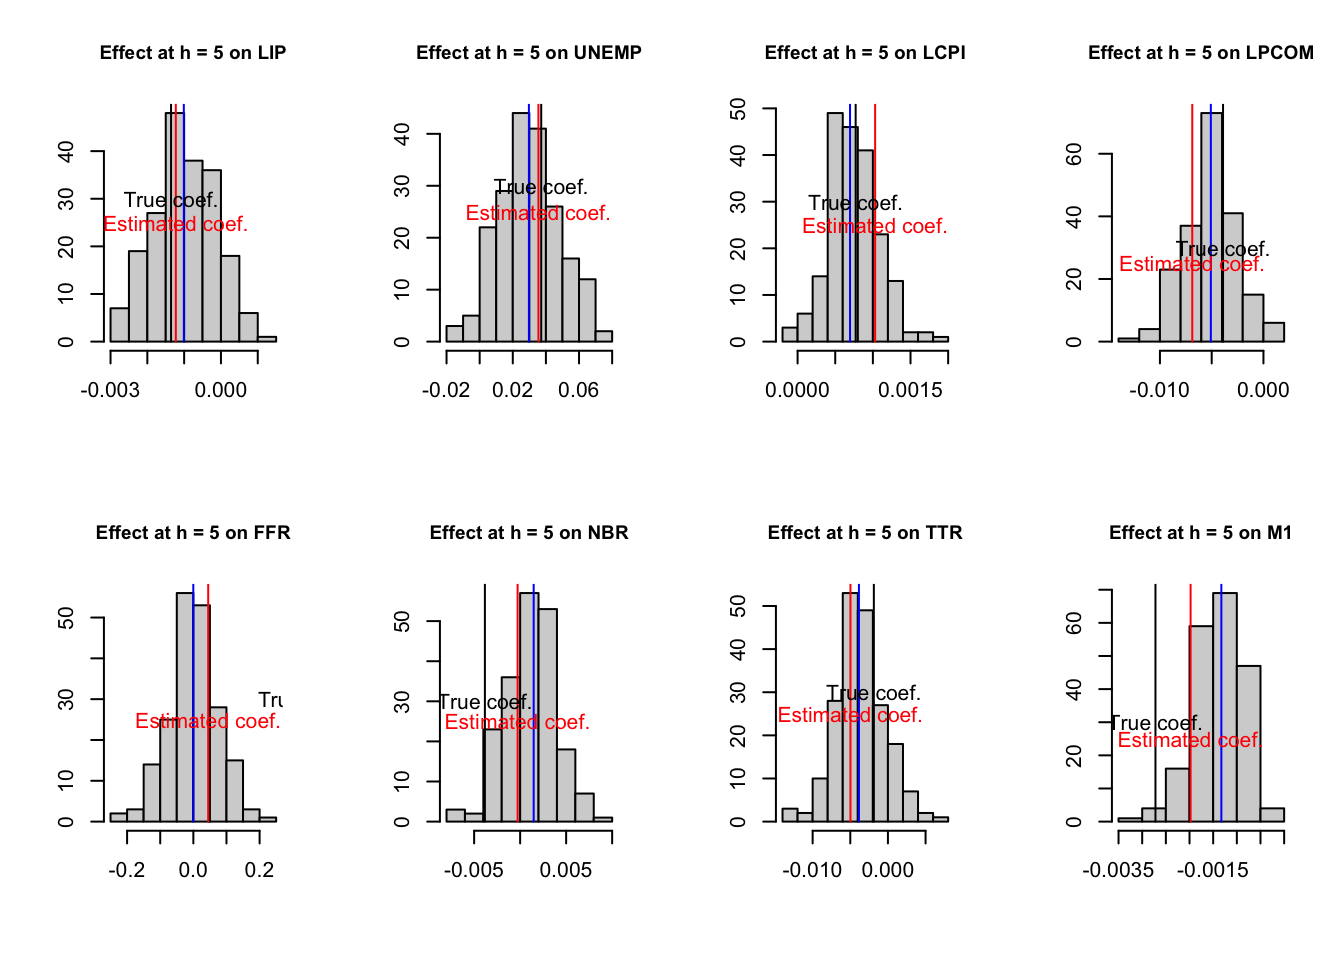 Effect at h = 5 on LIP
0 10 20 30 40
True coef.
Estimated coef.
-0.003 0.000
Effect at h = 5 on UNEMP
0 10 20 30 40
True coef.
Estimated coef.
-0.02 0.02 0.06
Effect at h = 5 on LCPI
0 10 20 30 40 50
True coef.
Estimated coef.
0.0000 0.0015
Effect at h = 5 on LPCOM
0 20 40 60
True coef.
Estimated coef.
-0.010 0.000
Effect at h = 5 on FFR
0 10 30 50
Tru
Estimated coef.
-0.2 0.0 0.2
Effect at h = 5 on NBR
0 10 30 50
True coef.
Estimated coef.
-0.005 0.005
Effect at h = 5 on TTR
0 10 20 30 40 50
True coef.
Estimated coef.
-0.010 0.000
Effect at h = 5 on M1
0 20 40 60
True coef.
Estimated coef.
-0.0035 -0.0015